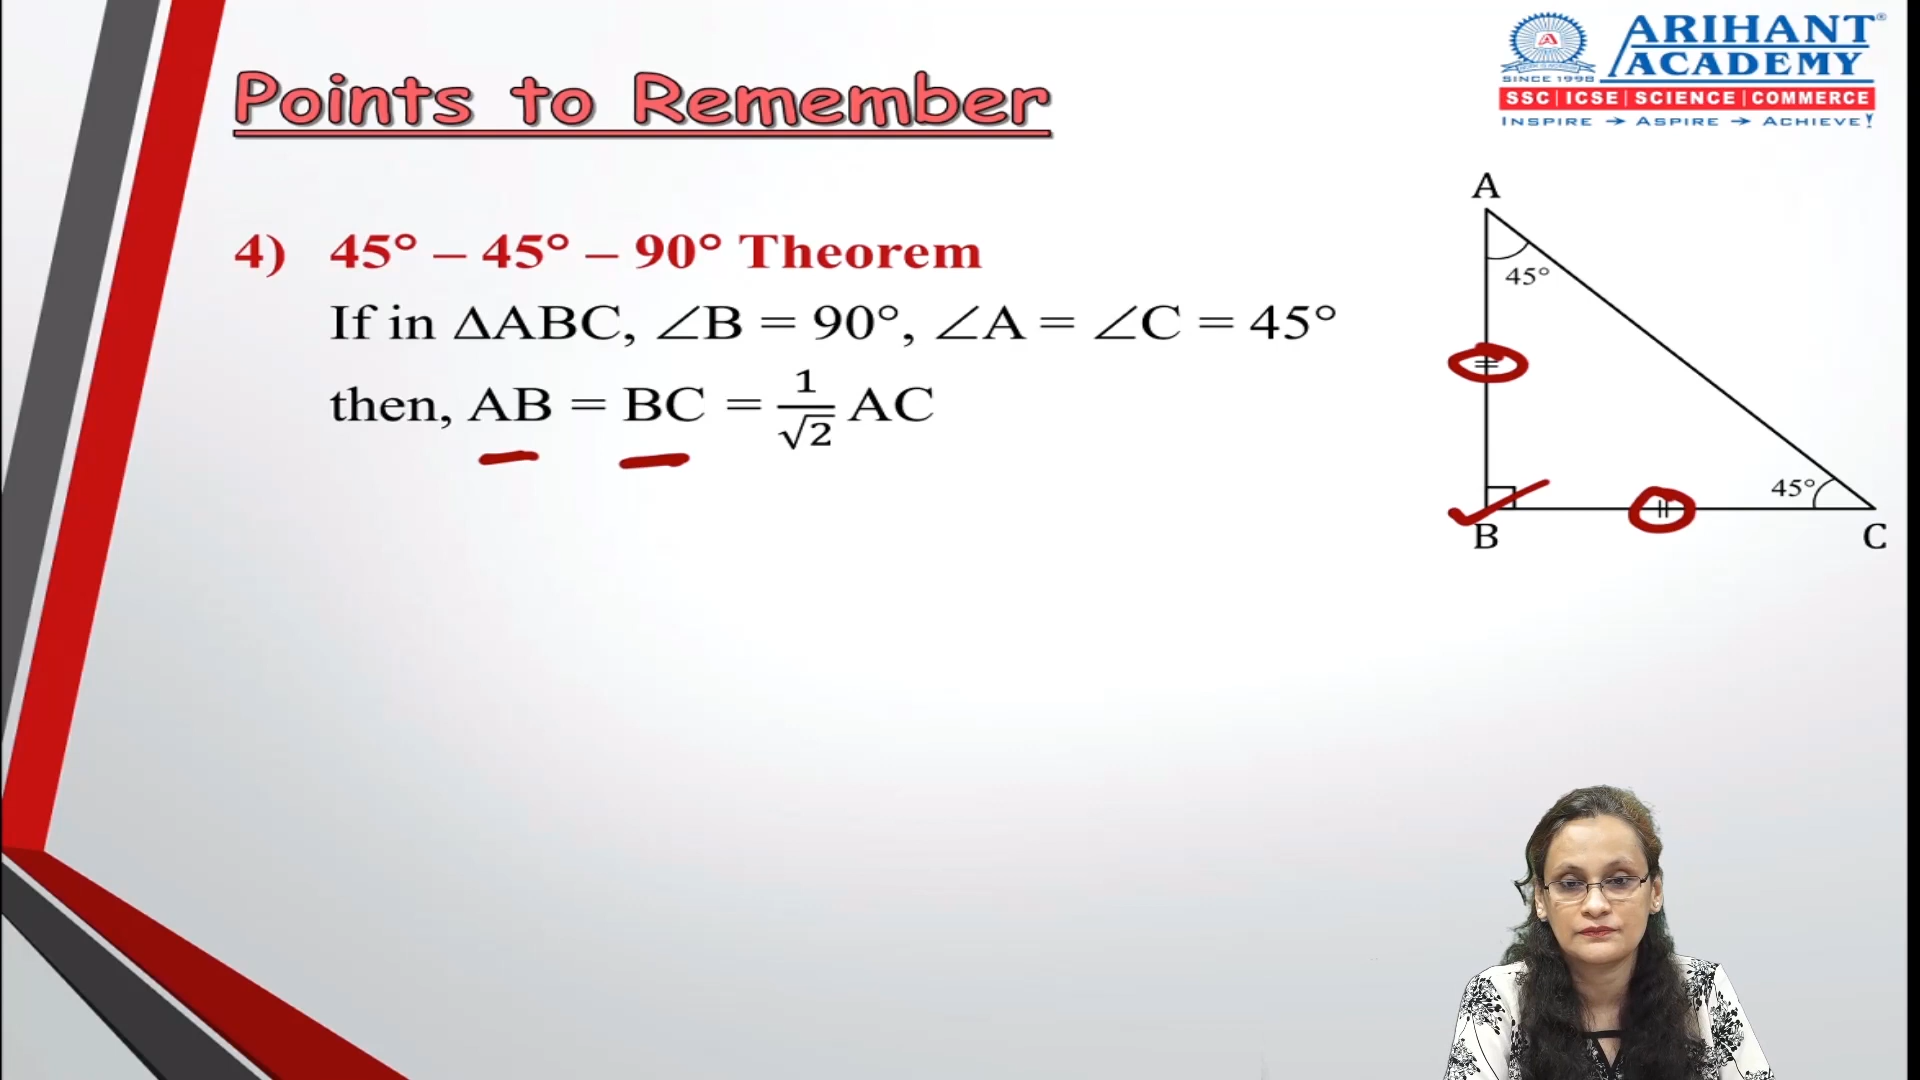 ARIHANT®
ACADEMY
SINCE 1998
SSC | ICSE | SCIENCE | COMMERCE
INSPIRE → ASPIRE → ACHIEVE!
Points to Remember
4) 45° – 45° – 90° Theorem
If in ΔABC, ∠B = 90°, ∠A = ∠C = 45°
then, AB = BC = 1/√2 AC
A
45°
45°
B
C